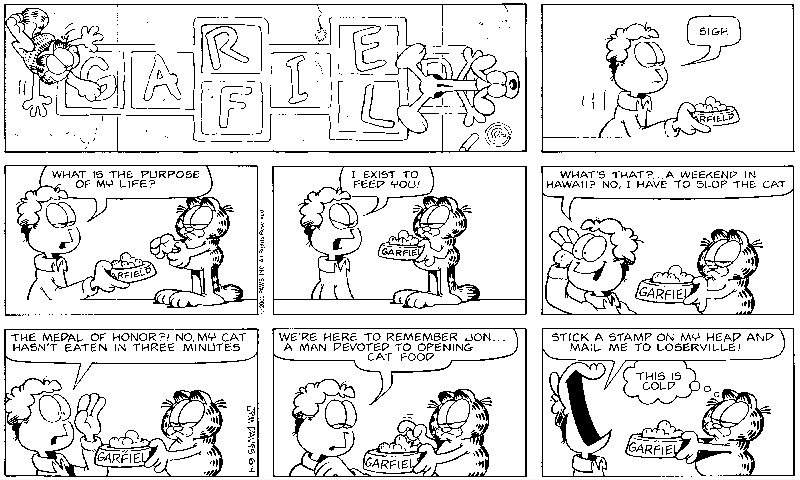 GARFIELD
SIGH
GARFIELD
WHAT IS THE PURPOSE
OF MY LIFE?
GARFIELD
I EXIST TO
FEED YOU!
GARFIEL
WHAT'S THAT?...A WEEKEND IN
HAWAII? NO, I HAVE TO SLOP THE CAT
GARFIEL
THE MEDAL OF HONOR?! NO, MY CAT
HASN'T EATEN IN THREE MINUTES
GARFIEL
JIM DAVIS 6-4
WE'RE HERE TO REMEMBER JON...
A MAN DEVOTED TO OPENING
CAT FOOD
GARFIEL
STICK A STAMP ON MY HEAD AND
MAIL ME TO LOSERVILLE!
THIS IS
COLD
GARFIEL